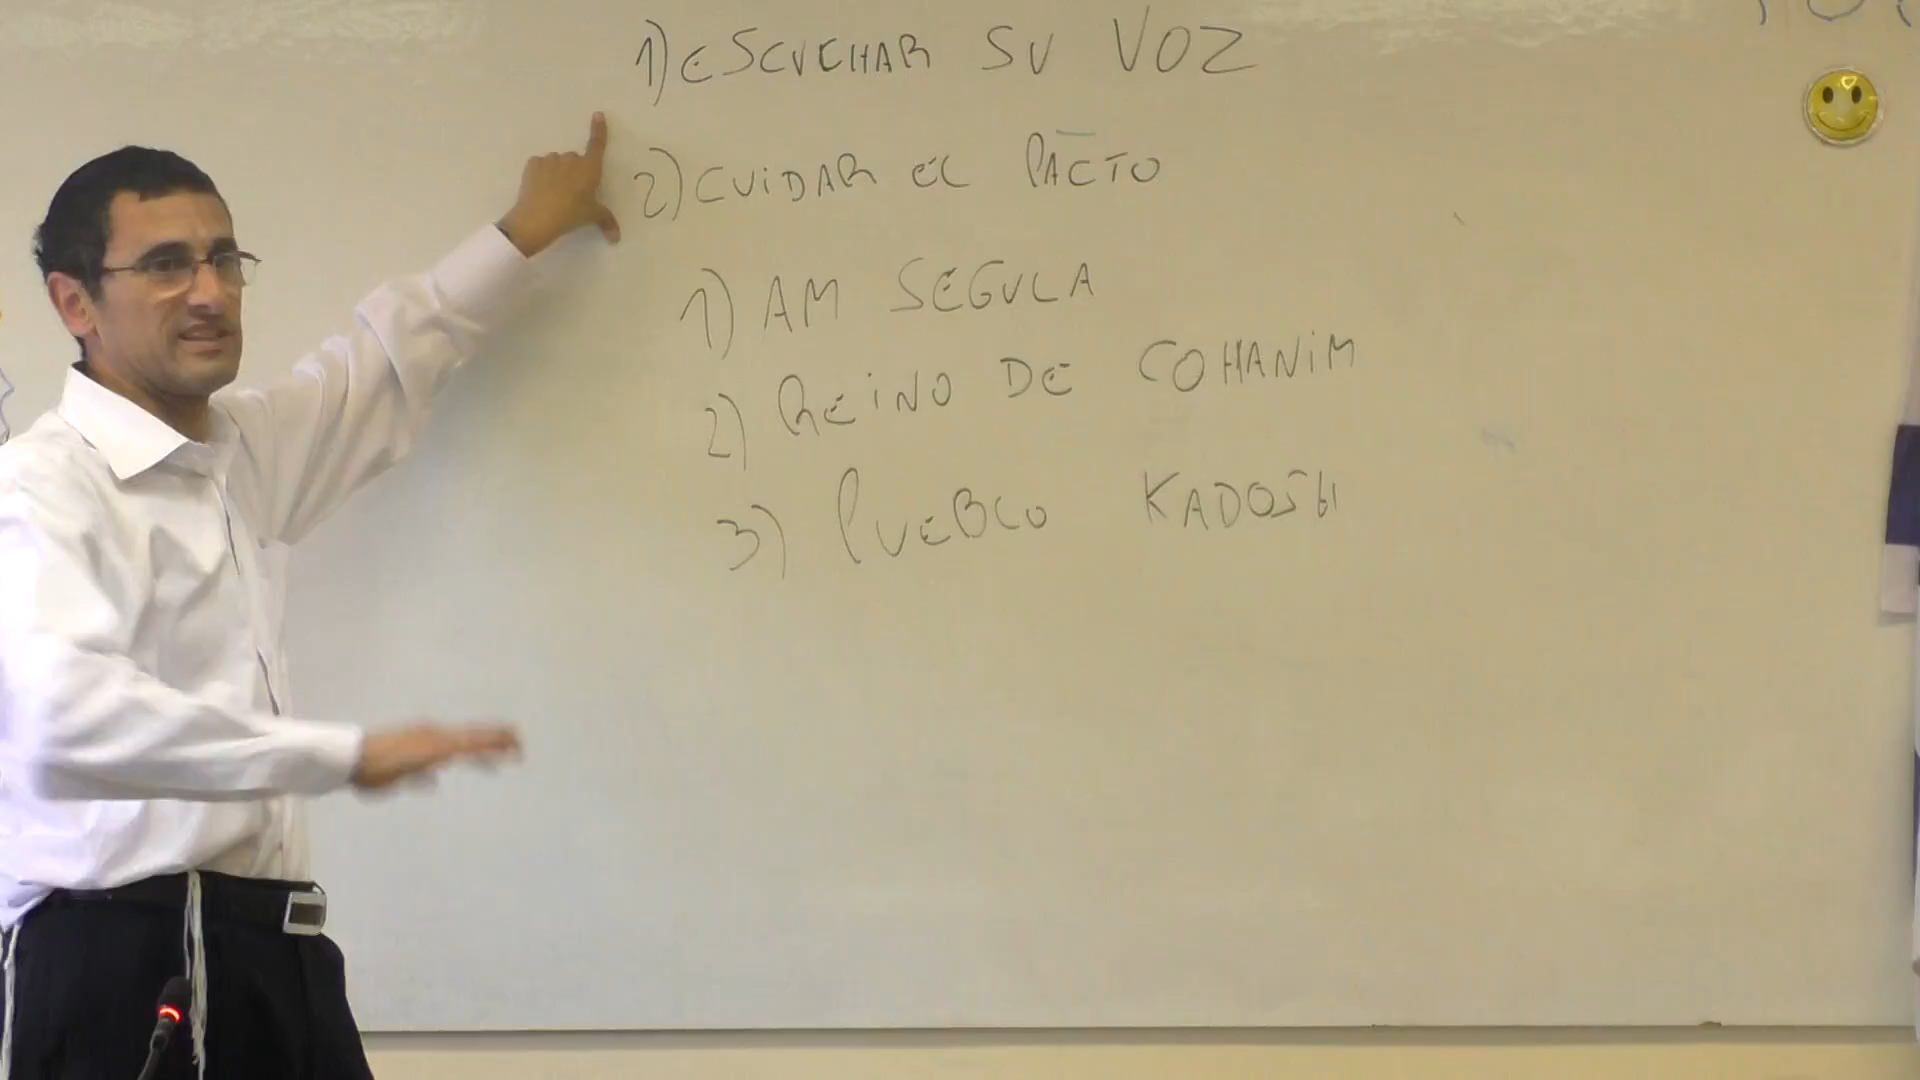 1) ESCUCHAR SU VOZ
2) CUIDAR EL PACTO
1) AM SEGULA
2) REINO DE COHANIM
3) PUEBLO KADOSH